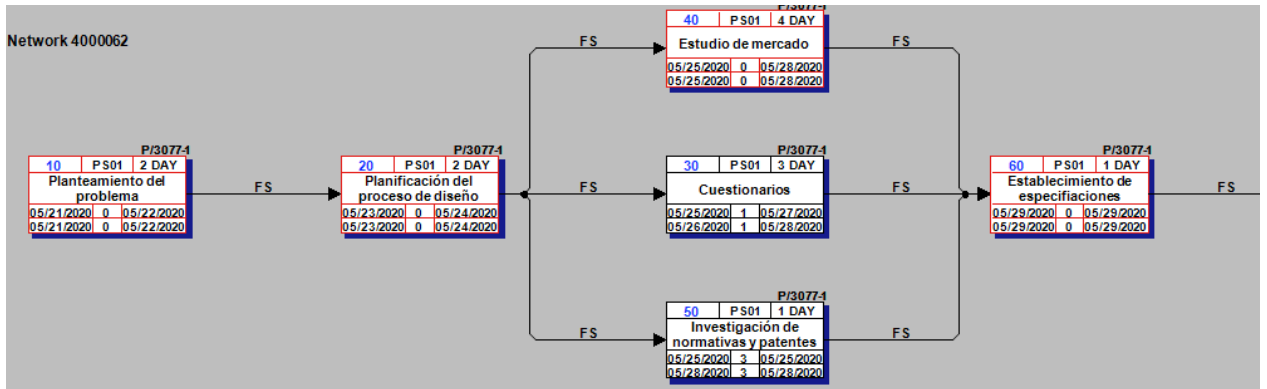 Network 4000062
P/3077-1
40 PS01 4 DAY
Estudio de mercado
05/25/2020 0 05/28/2020
05/25/2020 0 05/28/2020
FS
FS
P/3077-1
10 PS01 2 DAY
Planteamiento del
problema
05/21/2020 0 05/22/2020
05/21/2020 0 05/22/2020
FS
P/3077-1
20 PS01 2 DAY
Planificación del
proceso de diseño
05/23/2020 0 05/24/2020
05/23/2020 0 05/24/2020
FS
P/3077-1
30 PS01 3 DAY
Cuestionarios
05/25/2020 1 05/27/2020
05/26/2020 1 05/28/2020
FS
P/3077-1
60 PS01 1 DAY
Establecimiento de
especifiaciones
05/29/2020 0 05/29/2020
05/29/2020 0 05/29/2020
FS
FS
P/3077-1
50 PS01 1 DAY
Investigación de
normativas y patentes
05/25/2020 3 05/25/2020
05/28/2020 3 05/28/2020
FS